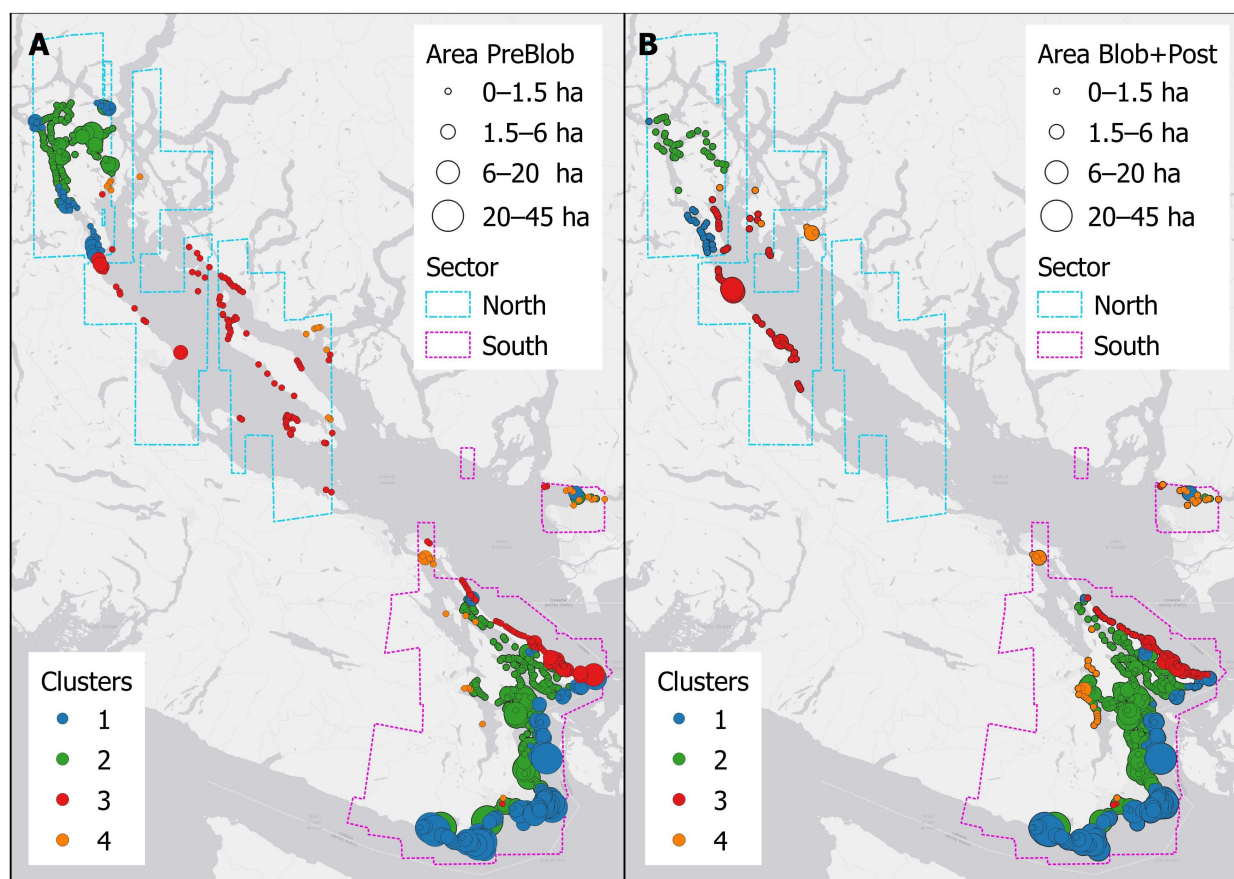 A
Area PreBlob
0–1.5 ha
1.5–6 ha
6–20 ha
20–45 ha
Sector
North
South
Clusters
1
2
3
4
B
Area Blob+Post
0–1.5 ha
1.5–6 ha
6–20 ha
20–45 ha
Sector
North
South
Clusters
1
2
3
4